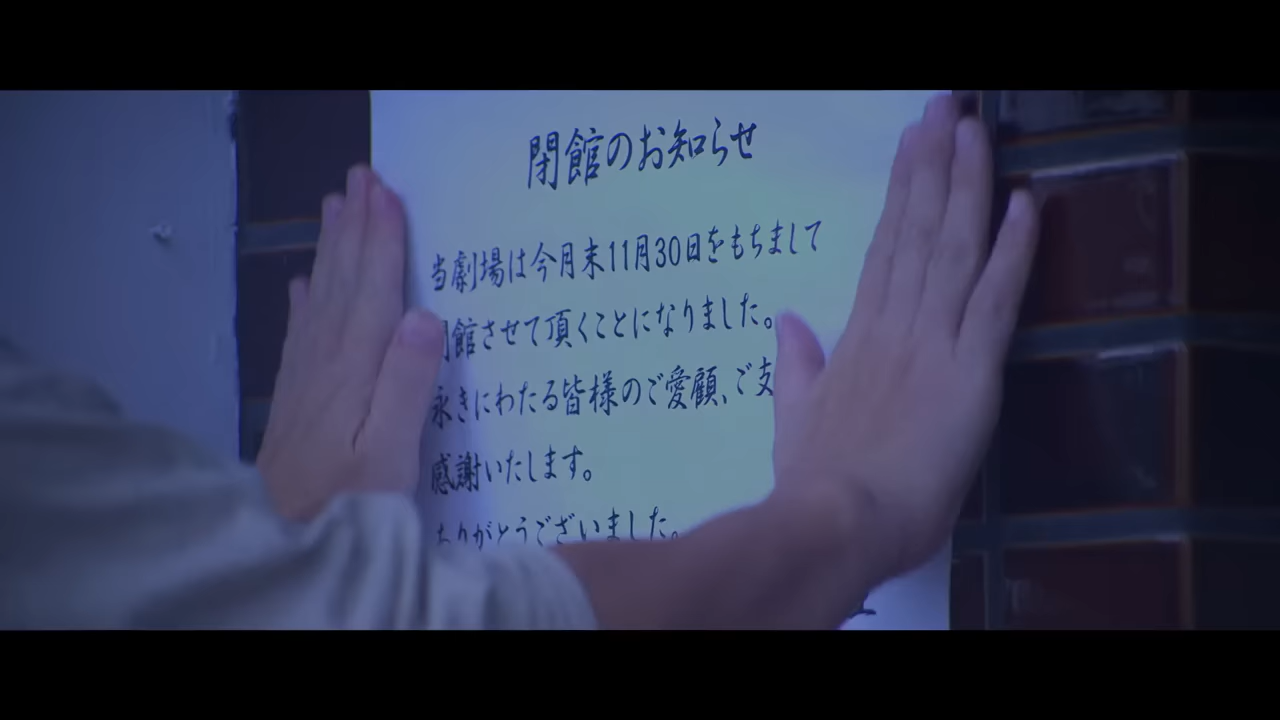 閉館のお知らせ
当劇場は今月末11月30日をもちまして
閉館させて頂くことになりました。
永きにわたる皆様のご愛顧、ご支
感謝いたします。
ありがとうございました。